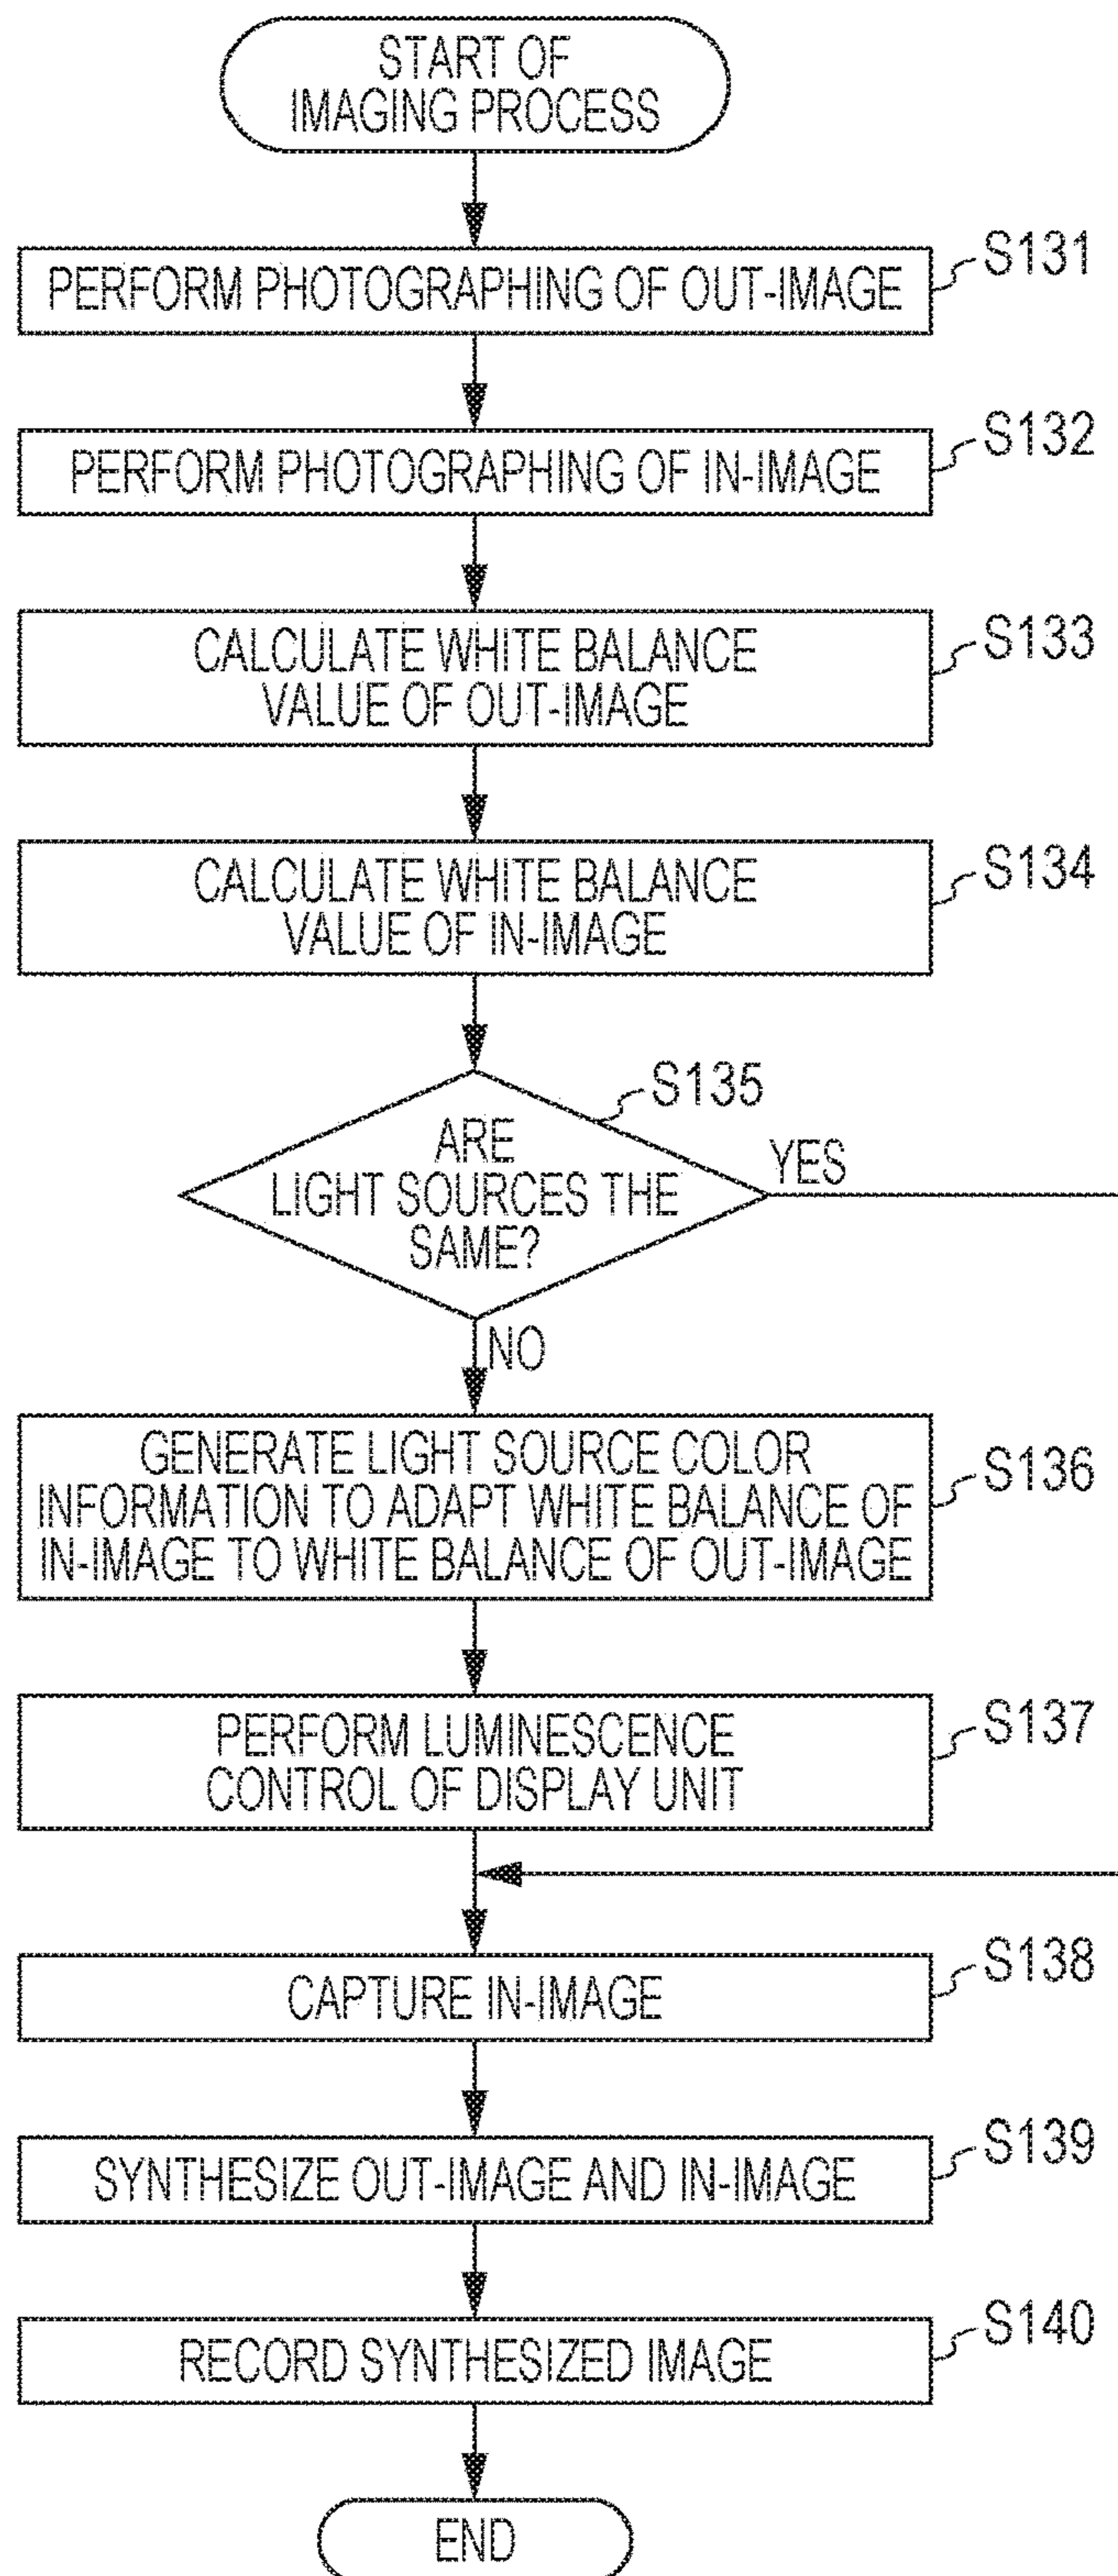 START OF
IMAGING PROCESS
PERFORM PHOTOGRAPHING OF OUT-IMAGE
S131
PERFORM PHOTOGRAPHING OF IN-IMAGE
S132
CALCULATE WHITE BALANCE
VALUE OF OUT-IMAGE
S133
CALCULATE WHITE BALANCE
VALUE OF IN-IMAGE
S134
S135
ARE
LIGHT SOURCES THE
SAME?
YES
NO
GENERATE LIGHT SOURCE COLOR
INFORMATION TO ADAPT WHITE BALANCE OF
IN-IMAGE TO WHITE BALANCE OF OUT-IMAGE
S136
PERFORM LUMINESCENCE
CONTROL OF DISPLAY UNIT
S137
CAPTURE IN-IMAGE
S138
SYNTHESIZE OUT-IMAGE AND IN-IMAGE
S139
RECORD SYNTHESIZED IMAGE
S140
END